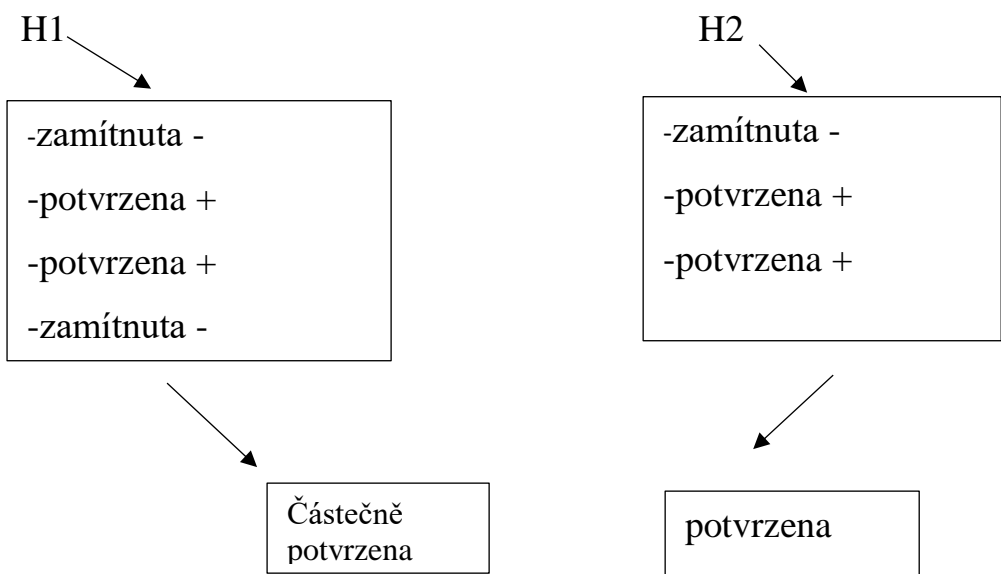 H1
-zamítnuta -
-potvrzena +
-potvrzena +
-zamítnuta -
Částečně
potvrzena
H2
-zamítnuta -
-potvrzena +
-potvrzena +
potvrzena